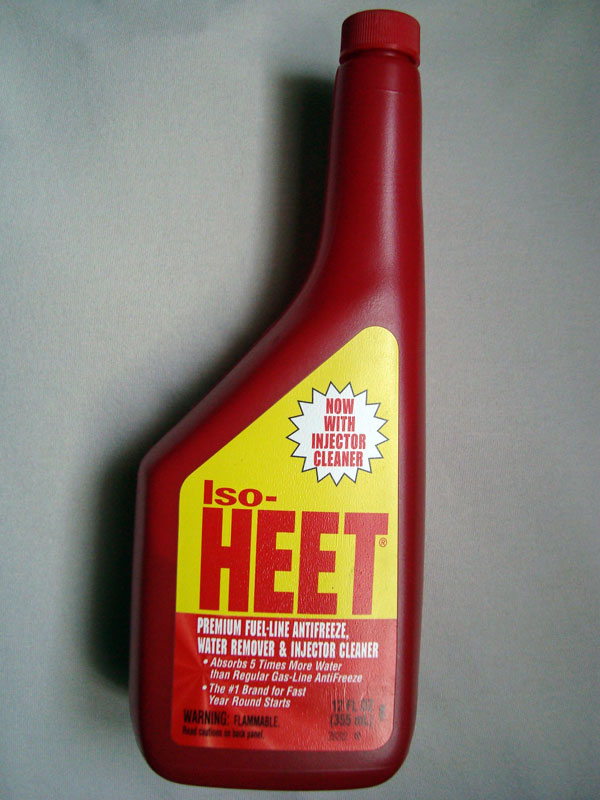 NOW
WITH
INJECTOR
CLEANER
Iso-
HEET®
PREMIUM FUEL-LINE ANTIFREEZE,
WATER REMOVER & INJECTOR CLEANER
• Absorbs 5 Times More Water
than Regular Gas-Line AntiFreeze
• The #1 Brand for Fast
Year Round Starts
WARNING: FLAMMABLE.
Read cautions on back panel.
12 FL OZ
(355 mL)